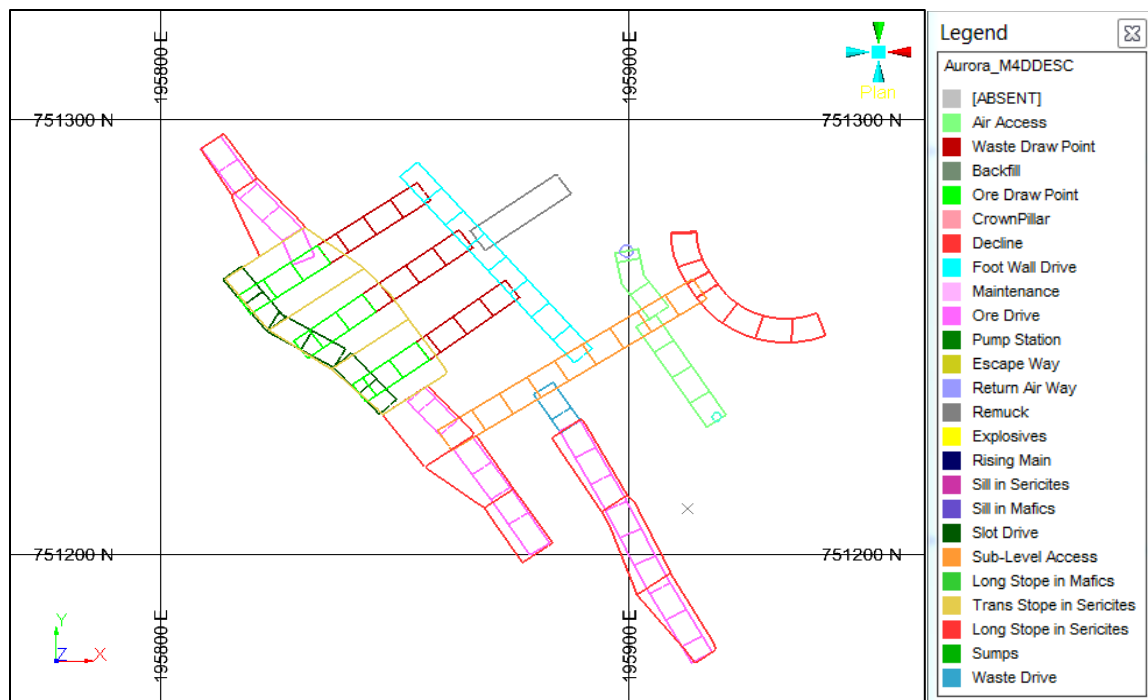 195800 E
195900 E
Plan
751300 N
751300 N
751200 N
751200 N
195800 E
195900 E
Y
Z
X
Legend
Aurora_M4DDESC
[ABSENT]
Air Access
Waste Draw Point
Backfill
Ore Draw Point
CrownPillar
Decline
Foot Wall Drive
Maintenance
Ore Drive
Pump Station
Escape Way
Return Air Way
Remuck
Explosives
Rising Main
Sill in Sericites
Sill in Mafics
Slot Drive
Sub-Level Access
Long Stope in Mafics
Trans Stope in Sericites
Long Stope in Sericites
Sumps
Waste Drive